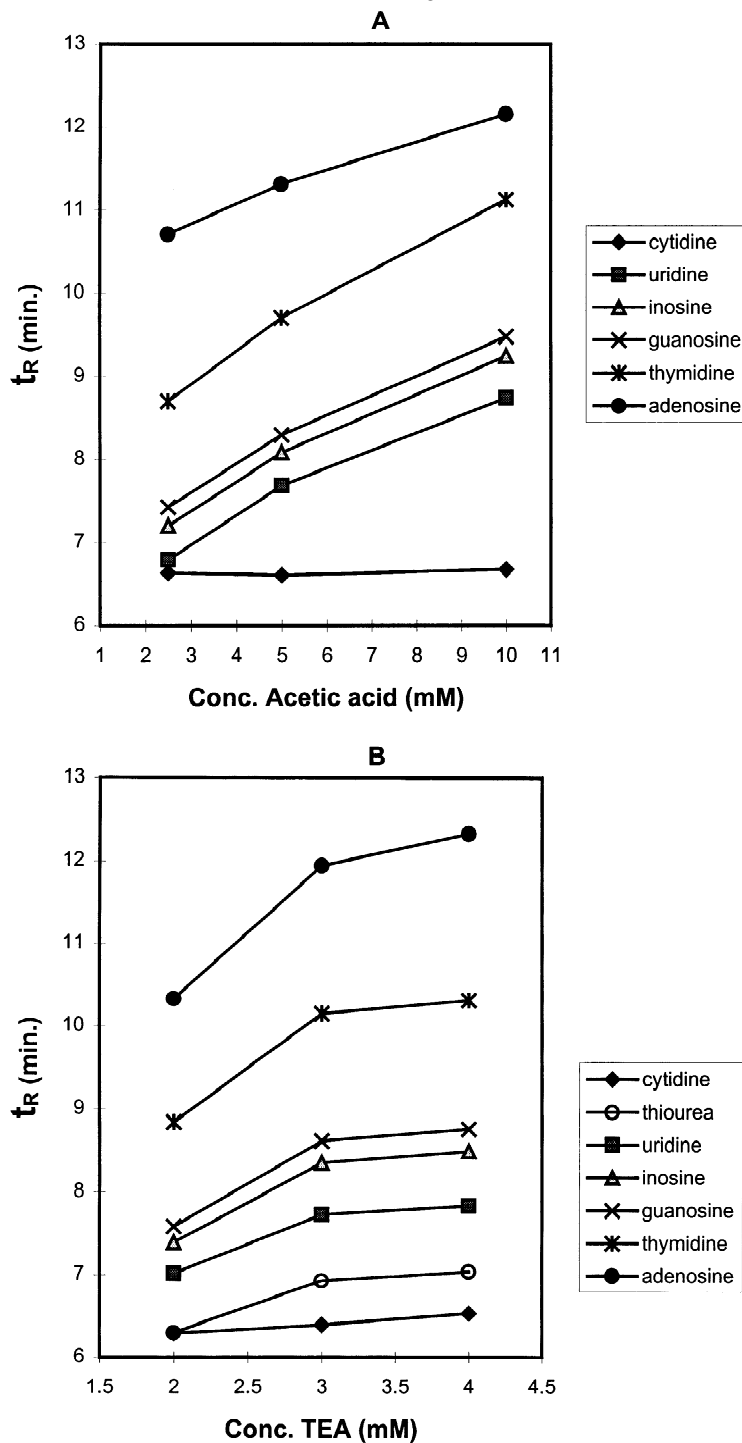 A
13
12
11
10
9
8
7
6
tR (min.)
1 2 3 4 5 6 7 8 9 10 11
Conc. Acetic acid (mM)
cytidine
uridine
inosine
guanosine
thymidine
adenosine
B
13
12
11
10
9
8
7
6
tR (min.)
1.5 2 2.5 3 3.5 4 4.5
Conc. TEA (mM)
cytidine
thiourea
uridine
inosine
guanosine
thymidine
adenosine